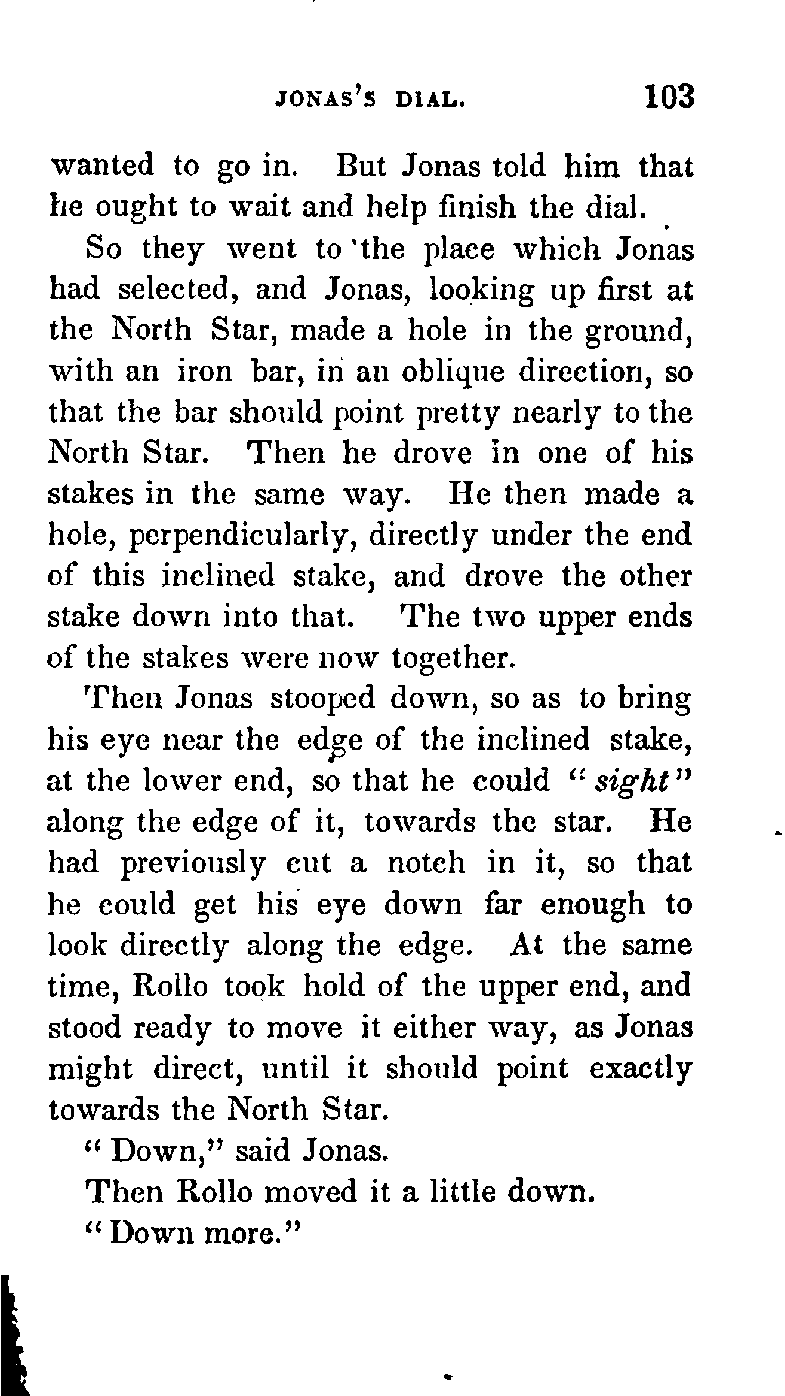 JONAS'S DIAL. 103
wanted to go in. But Jonas told him that
he ought to wait and help finish the dial.
So they went to the place which Jonas
had selected, and Jonas, looking up first at
the North Star, made a hole in the ground,
with an iron bar, in an oblique direction, so
that the bar should point pretty nearly to the
North Star. Then he drove in one of his
stakes in the same way. He then made a
hole, perpendicularly, directly under the end
of this inclined stake, and drove the other
stake down into that. The two upper ends
of the stakes were now together.
Then Jonas stooped down, so as to bring
his eye near the edge of the inclined stake,
at the lower end, so that he could "sight"
along the edge of it, towards the star. He
had previously cut a notch in it, so that
he could get his eye down far enough to
look directly along the edge. At the same
time, Rollo took hold of the upper end, and
stood ready to move it either way, as Jonas
might direct, until it should point exactly
towards the North Star.
"Down," said Jonas.
Then Rollo moved it a little down.
"Down more."